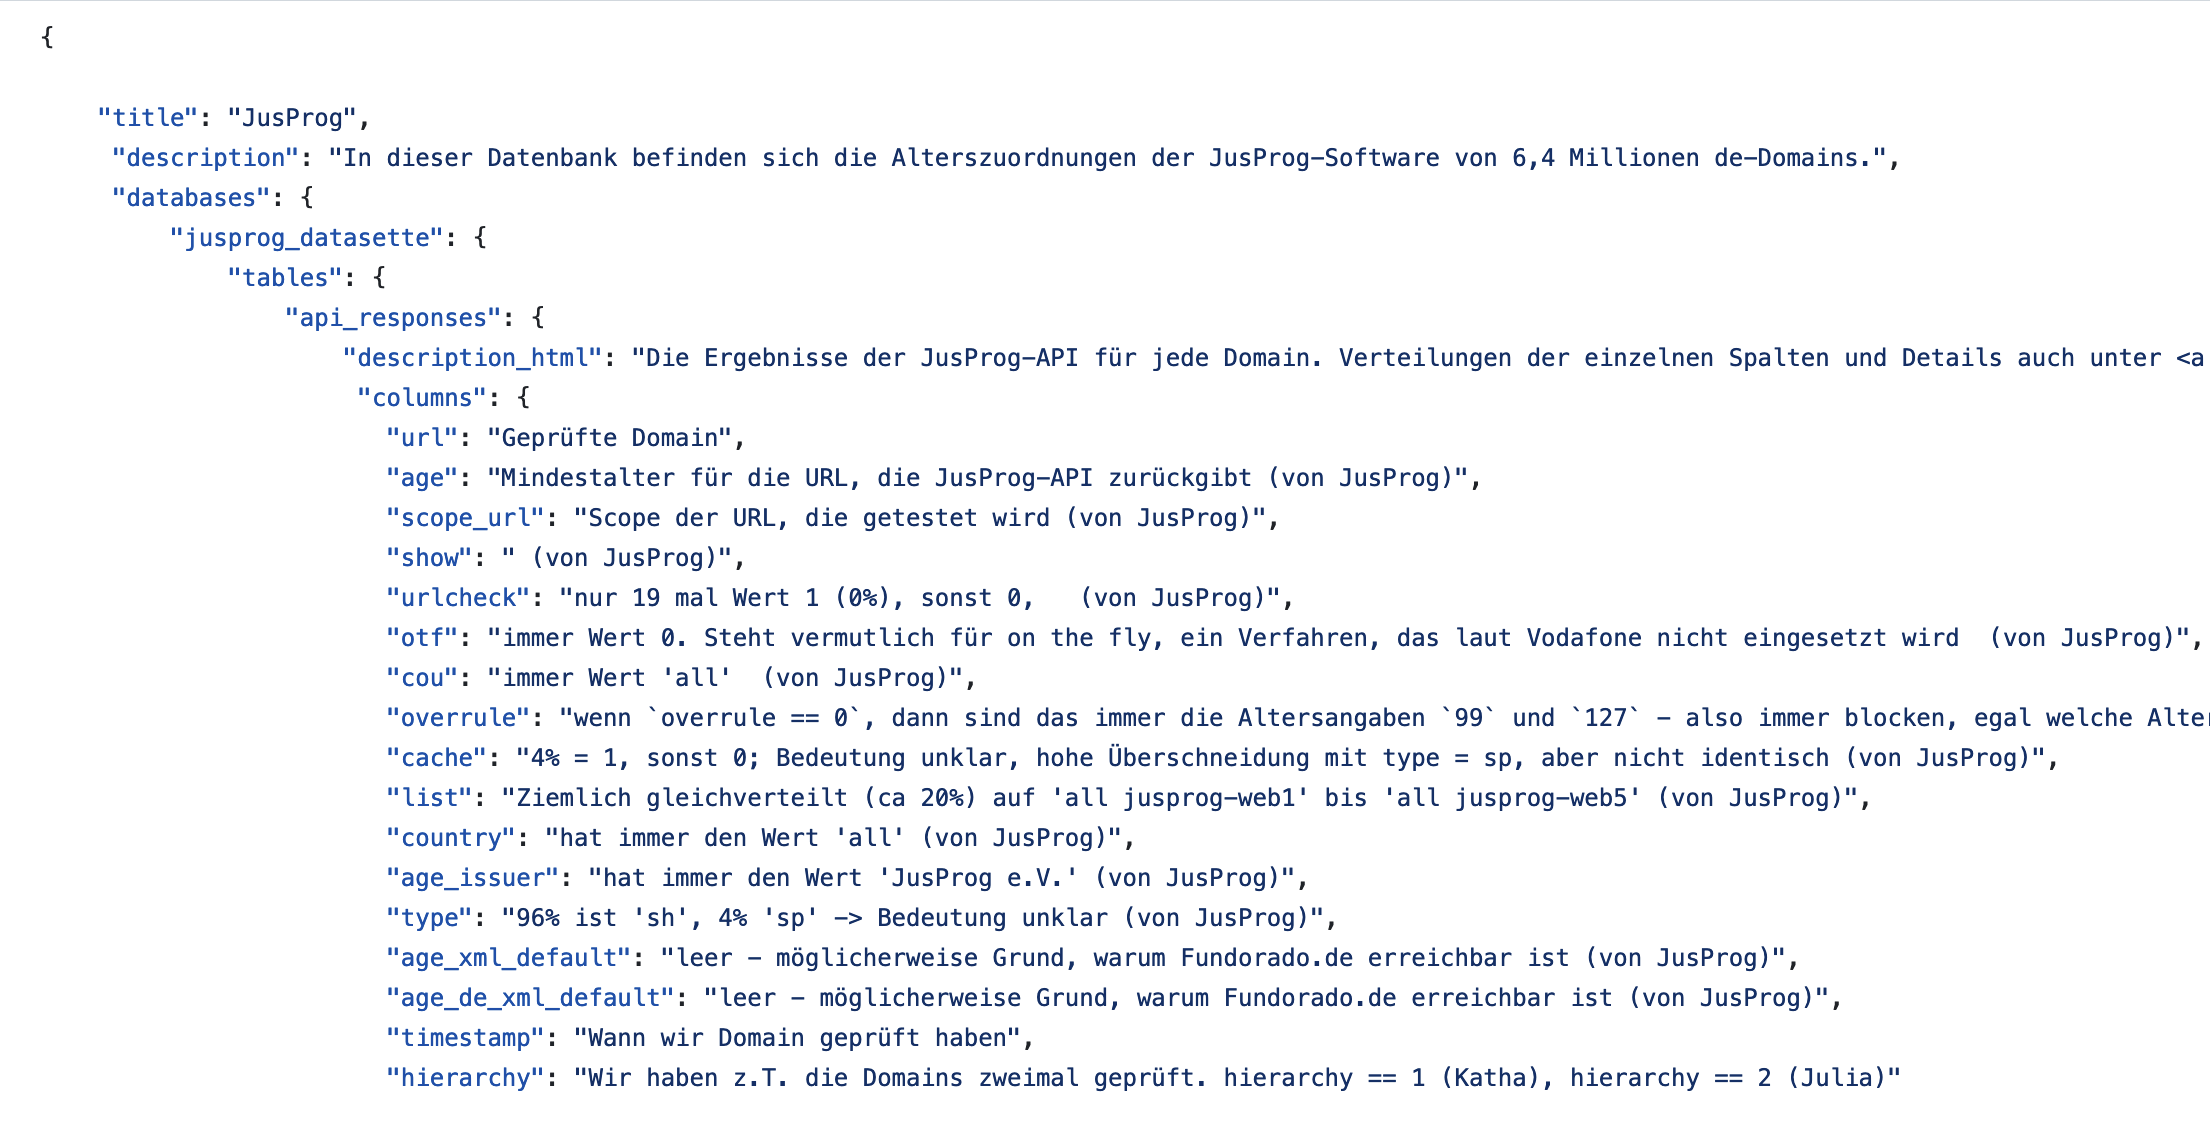 {
"title": "JusProg",
"description": "In dieser Datenbank befinden sich die Alterszuordnungen der JusProg-Software von 6,4 Millionen de-Domains.",
"databases": {
"jusprog_datasette": {
"tables": {
"api_responses": {
"description_html": "Die Ergebnisse der JusProg-API für jede Domain. Verteilungen der einzelnen Spalten und Details auch unter <a
"columns": {
"url": "Geprüfte Domain",
"age": "Mindestalter für die URL, die JusProg-API zurückgibt (von JusProg)",
"scope_url": "Scope der URL, die getestet wird (von JusProg)",
"show": " (von JusProg)",
"urlcheck": "nur 19 mal Wert 1 (0%), sonst 0,   (von JusProg)",
"otf": "immer Wert 0. Steht vermutlich für on the fly, ein Verfahren, das laut Vodafone nicht eingesetzt wird  (von JusProg)",
"cou": "immer Wert 'all'  (von JusProg)",
"overrule": "wenn `overrule == 0`, dann sind das immer die Altersangaben `99` und `127` - also immer blocken, egal welche
"cache": "4% = 1, sonst 0; Bedeutung unklar, hohe Überschneidung mit type = sp, aber nicht identisch (von JusProg)",
"list": "Ziemlich gleichverteilt (ca 20%) auf 'all jusprog-web1' bis 'all jusprog-web5' (von JusProg)",
"country": "hat immer den Wert 'all' (von JusProg)",
"age_issuer": "hat immer den Wert 'JusProg e.V.' (von JusProg)",
"type": "96% ist 'sh', 4% 'sp' -> Bedeutung unklar (von JusProg)",
"age_xml_default": "leer - möglicherweise Grund, warum Fundorado.de erreichbar ist (von JusProg)",
"age_de_xml_default": "leer - möglicherweise Grund, warum Fundorado.de erreichbar ist (von JusProg)",
"timestamp": "Wann wir Domain geprüft haben",
"hierarchy": "Wir haben z.T. die Domains zweimal geprüft. hierarchy == 1 (Katha), hierarchy == 2 (Julia)"